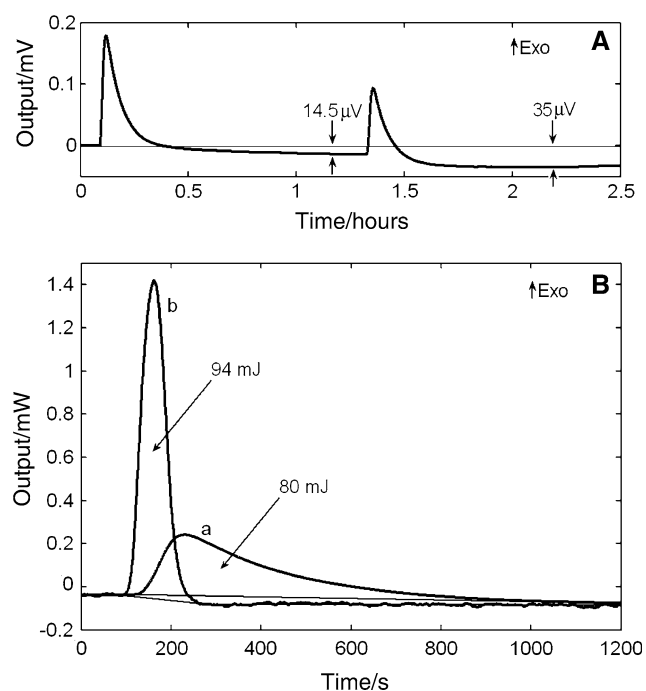 0.2
0.1
0
Output/mV
↑Exo
A
14.5μV
35μV
0 0.5 1 1.5 2 2.5
Time/hours
1.4
1.2
1
0.8
0.6
0.4
0.2
0
-0.2
Output/mW
↑Exo
B
b
94 mJ
80 mJ
a
0 200 400 600 800 1000 1200
Time/s